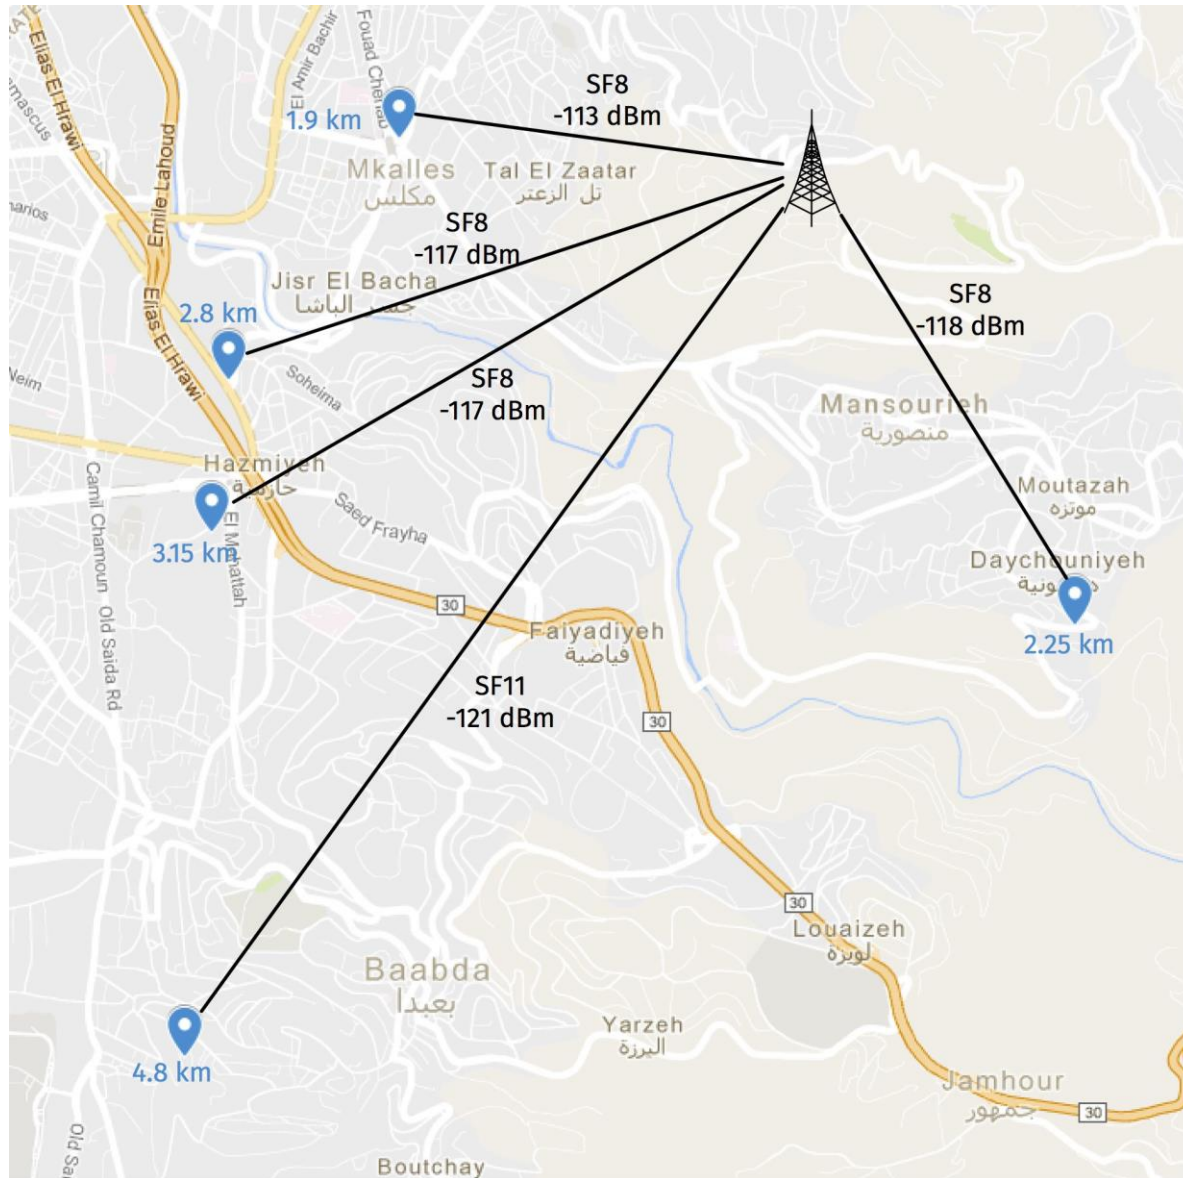 Elias El Hrawi
Emile Lahoud
El Amir Bachir
Fouad Chehab
SF8
-113 dBm
1.9 km
Mkalles
مكلس
Tal El Zaatar
تل الزعتر
SF8
-117 dBm
Jisr El Bacha
جسر الباشا
SF8
-118 dBm
2.8 km
Elias El Hrawi
Neim
Soheima
SF8
-117 dBm
Mansourieh
منصورية
Hazmiyeh
حازمية
Camil Chamoun
El Mehattah
Saed Frayha
Moutazah
موتزه
3.15 km
Daychouniyeh
30
Faiyadiyeh
فياضية
2.25 km
Old Saida Rd
SF11
-121 dBm
30
30
Louaizeh
لويزة
Baabda
بعبدا
Yarzeh
اليرزة
4.8 km
Jamhour
جمهور
30
Boutchay